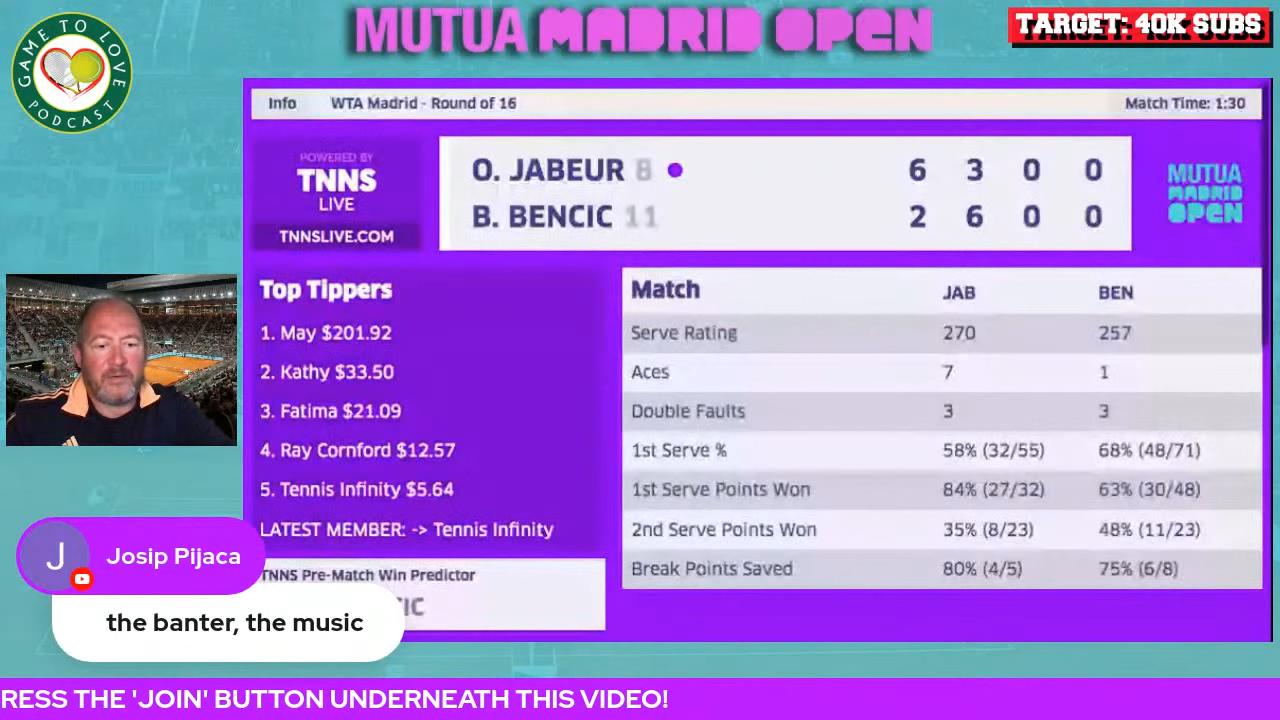 GAME TO LOVE
PODCAST
MUTUA MADRID OPEN
TARGET: 40K SUBS
Info WTA Madrid - Round of 16 Match Time: 1:30
POWERED BY
TNNS
LIVE
TNNSLIVE.COM
O. JABEUR 8 6 3 0 0
B. BENCIC 11 2 6 0 0
MUTUA
MADRID
OPEN
Top Tippers
1. May $201.92
2. Kathy $33.50
3. Fatima $21.09
4. Ray Cornford $12.57
5. Tennis Infinity $5.64
LATEST MEMBER: -> Tennis Infinity
TNNS Pre-Match Win Predictor
IC
Match JAB BEN
Serve Rating 270 257
Aces 7 1
Double Faults 3 3
1st Serve % 58% (32/55) 68% (48/71)
1st Serve Points Won 84% (27/32) 63% (30/48)
2nd Serve Points Won 35% (8/23) 48% (11/23)
Break Points Saved 80% (4/5) 75% (6/8)
J Josip Pijaca
the banter, the music
RESS THE 'JOIN' BUTTON UNDERNEATH THIS VIDEO!